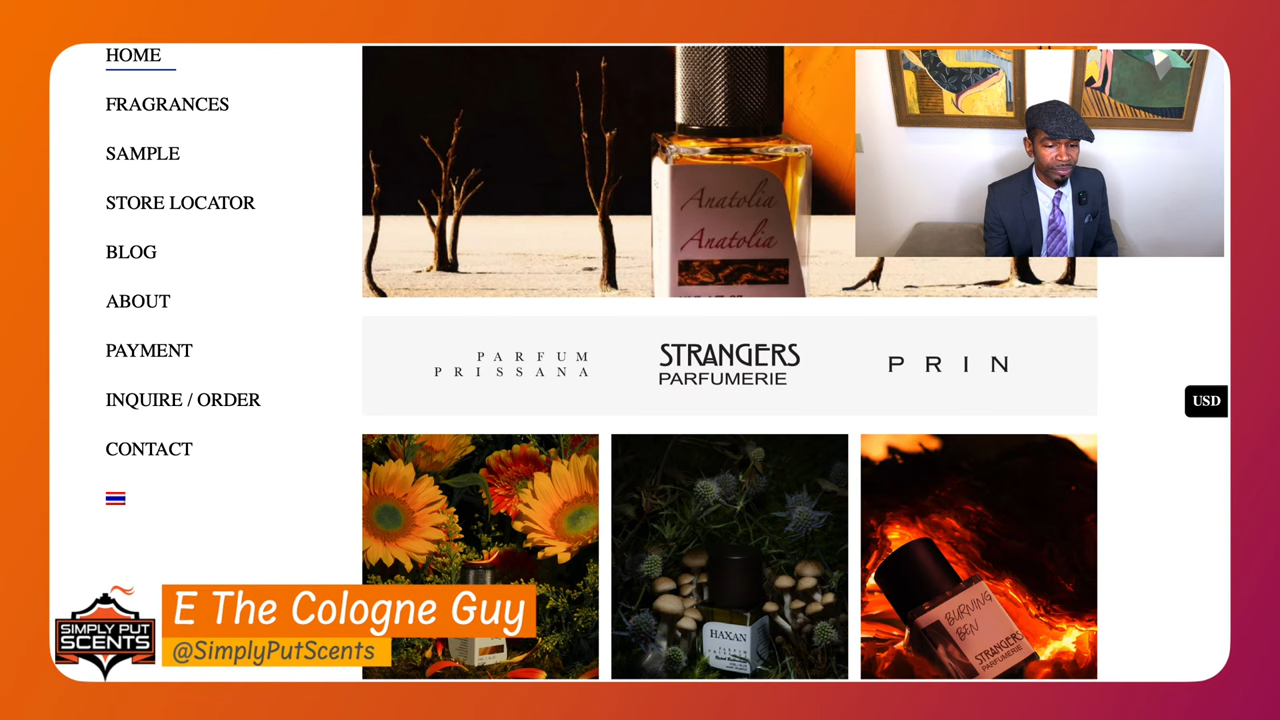 HOME
FRAGRANCES
SAMPLE
STORE LOCATOR
BLOG
ABOUT
PAYMENT
INQUIRE / ORDER
CONTACT
Anatolia
Anatolia
PARFUM
PRISSANA
STRANGERS
PARFUMERIE
PRIN
USD
HAXAN
BURNING
BEN
STRANGERS
PARFUMERIE
SIMPLY PUT
SCENTS
E The Cologne Guy
@SimplyPutScents